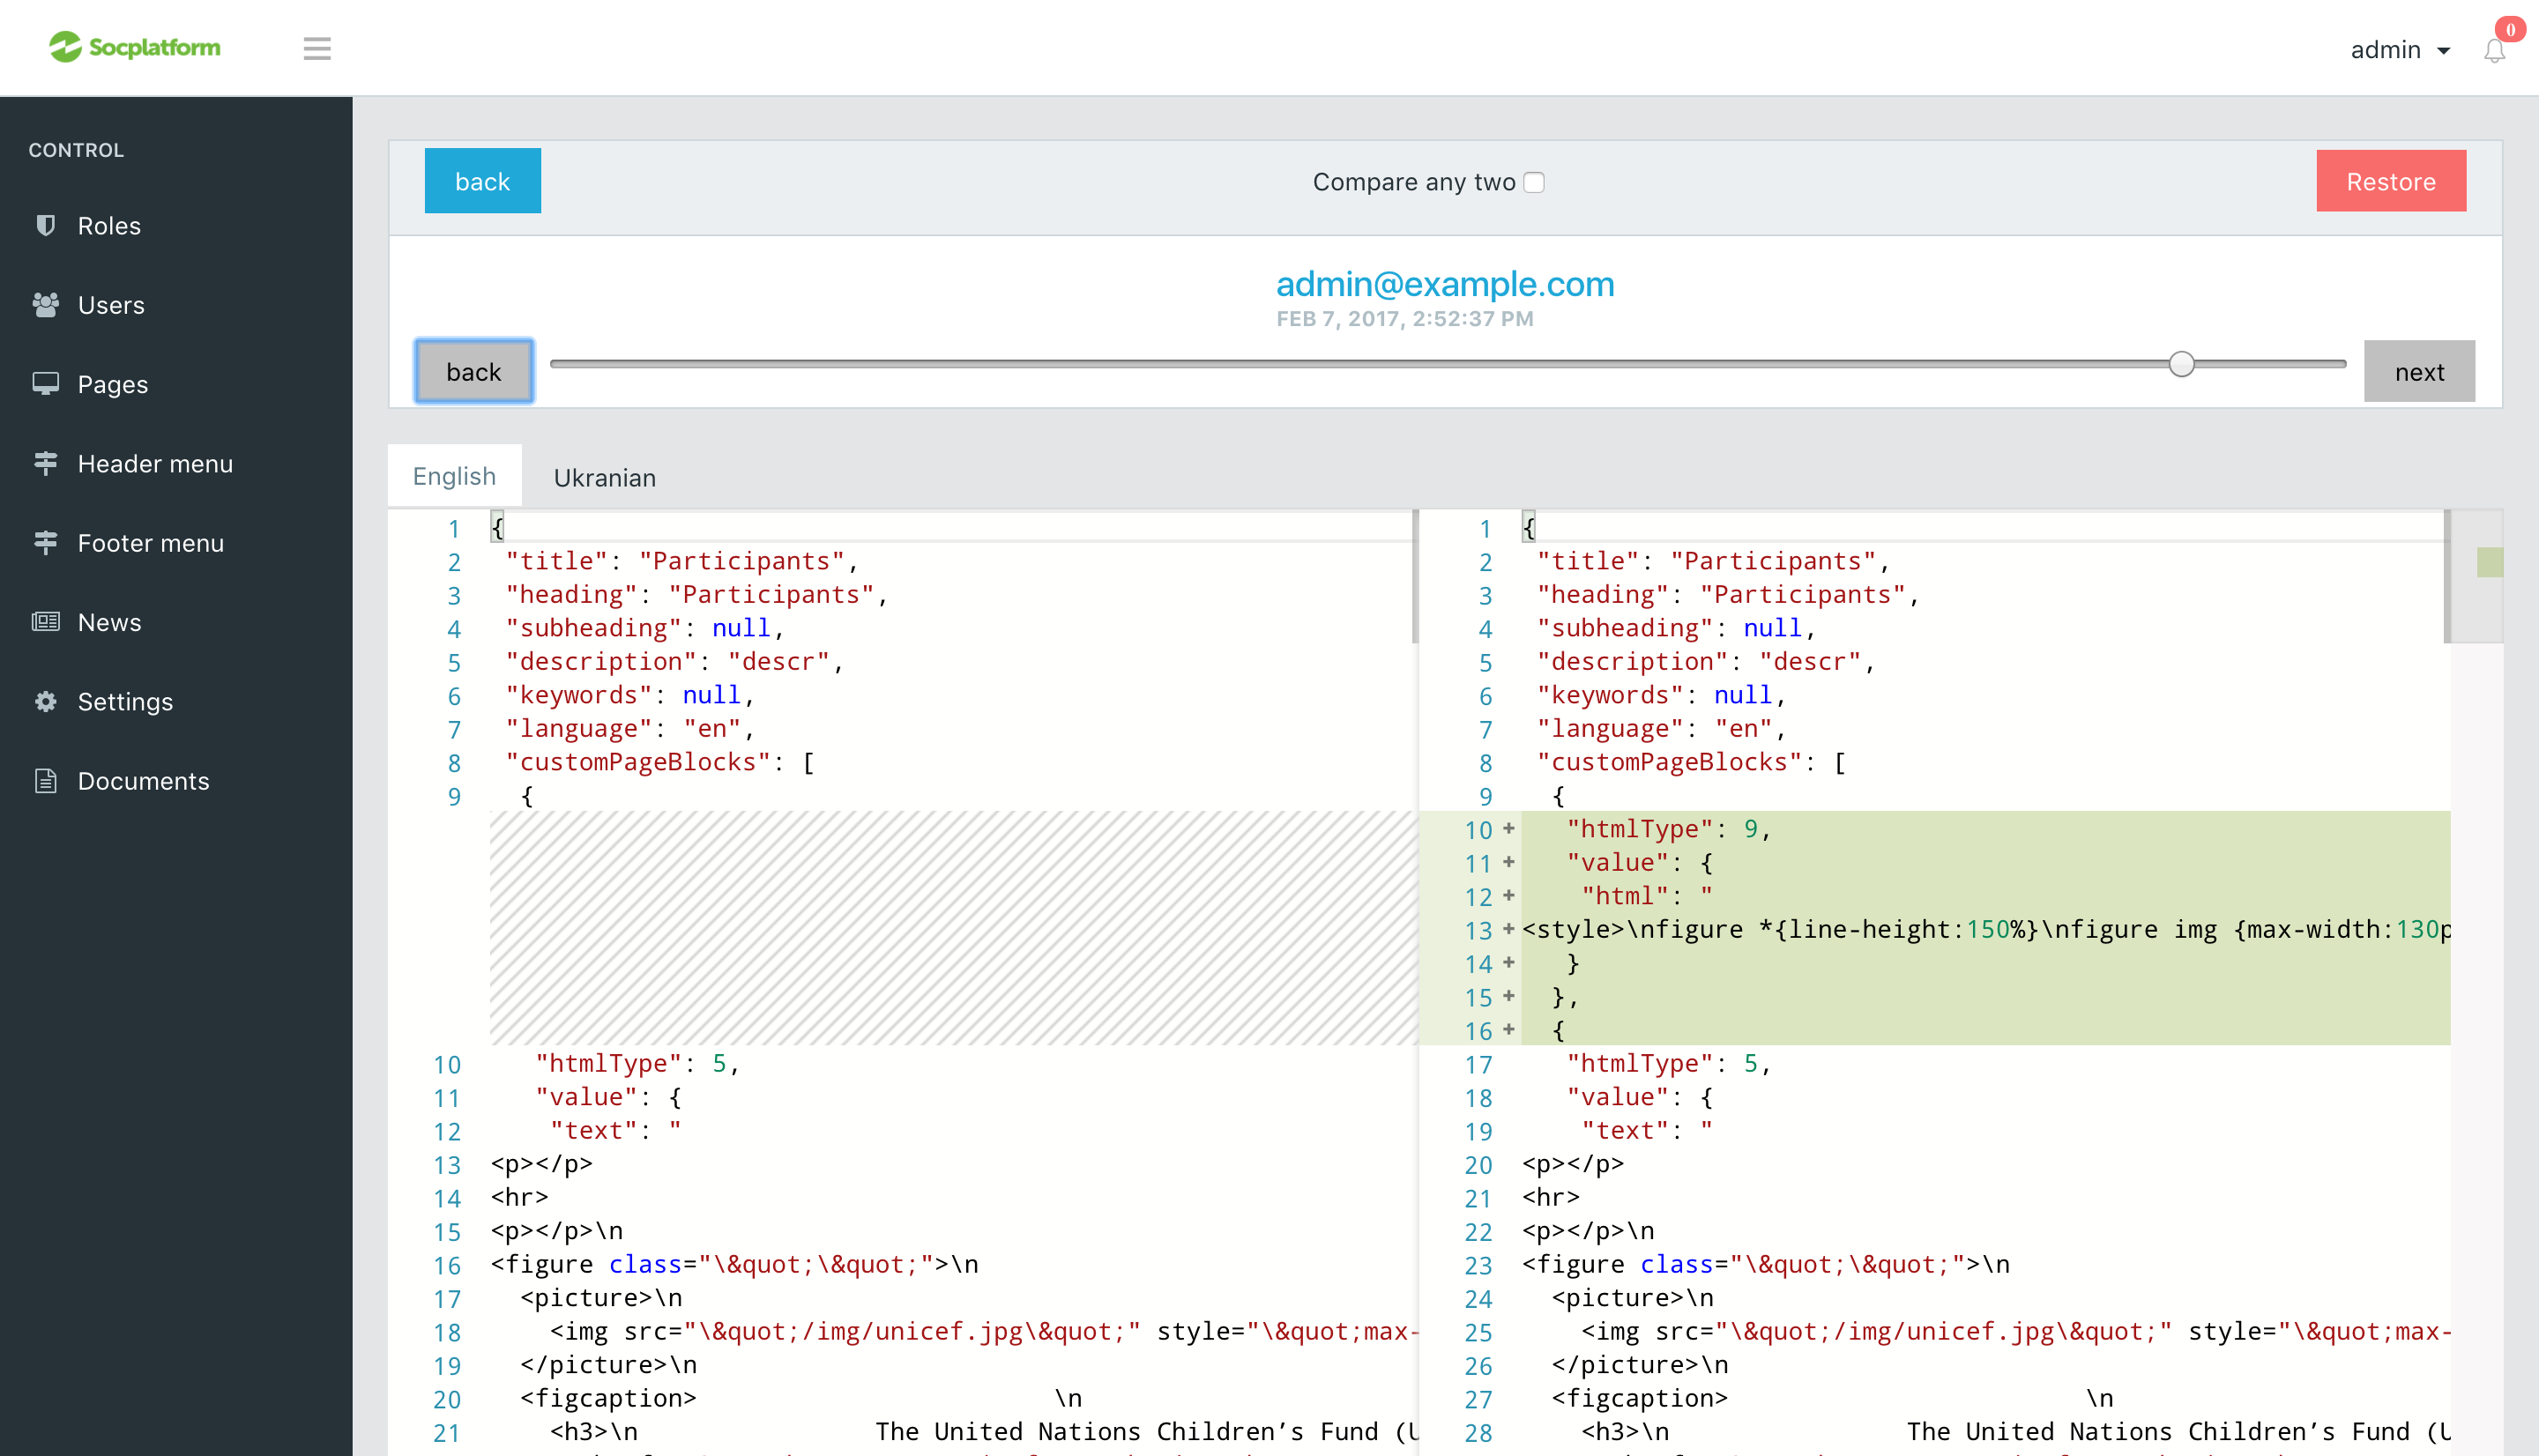 Socplatform
admin
0
CONTROL
Roles
Users
Pages
Header menu
Footer menu
News
Settings
Documents
back
Compare any two
Restore
admin@example.com
FEB 7, 2017, 2:52:37 PM
back
next
English
Ukranian
1 {
2 "title": "Participants",
3 "heading": "Participants",
4 "subheading": null,
5 "description": "descr",
6 "keywords": null,
7 "language": "en",
8 "customPageBlocks": [
9 {
10 "htmlType": 5,
11 "value": {
12 "text": "
13 <p></p>
14 <hr>
15 <p></p>\n
16 <figure class="\&quot;\&quot;">\n
17 <picture>\n
18 <img src="\&quot;/img/unicef.jpg\&quot;" style="\&quot;max-
19 </picture>\n
20 <figcaption> \n
21 <h3>\n The United Nations Children’s Fund (U
1 {
2 "title": "Participants",
3 "heading": "Participants",
4 "subheading": null,
5 "description": "descr",
6 "keywords": null,
7 "language": "en",
8 "customPageBlocks": [
9 {
10 + "htmlType": 9,
11 + "value": {
12 + "html": "
13 + <style>\nfigure *{line-height:150%}\nfigure img {max-width:130p
14 + }
15 + },
16 + {
17 "htmlType": 5,
18 "value": {
19 "text": "
20 <p></p>
21 <hr>
22 <p></p>\n
23 <figure class="\&quot;\&quot;">\n
24 <picture>\n
25 <img src="\&quot;/img/unicef.jpg\&quot;" style="\&quot;max-
26 </picture>\n
27 <figcaption> \n
28 <h3>\n The United Nations Children’s Fund (U